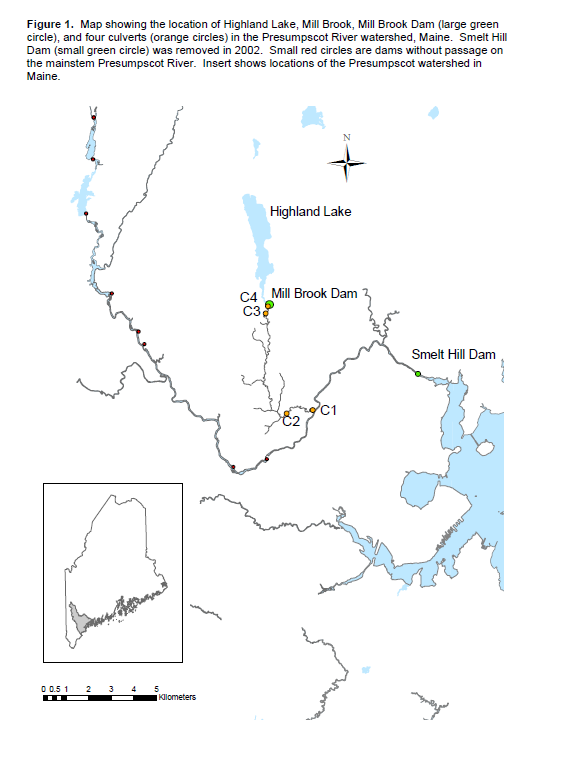 Figure 1. Map showing the location of Highland Lake, Mill Brook, Mill Brook Dam (large green
circle), and four culverts (orange circles) in the Presumpscot River watershed, Maine. Smelt Hill
Dam (small green circle) was removed in 2002. Small red circles are dams without passage on
the mainstem Presumpscot River. Insert shows locations of the Presumpscot watershed in
Maine.
N
Highland Lake
C4 Mill Brook Dam
C3
Smelt Hill Dam
C1
C2
0 0.5 1 2 3 4 5
Kilometers